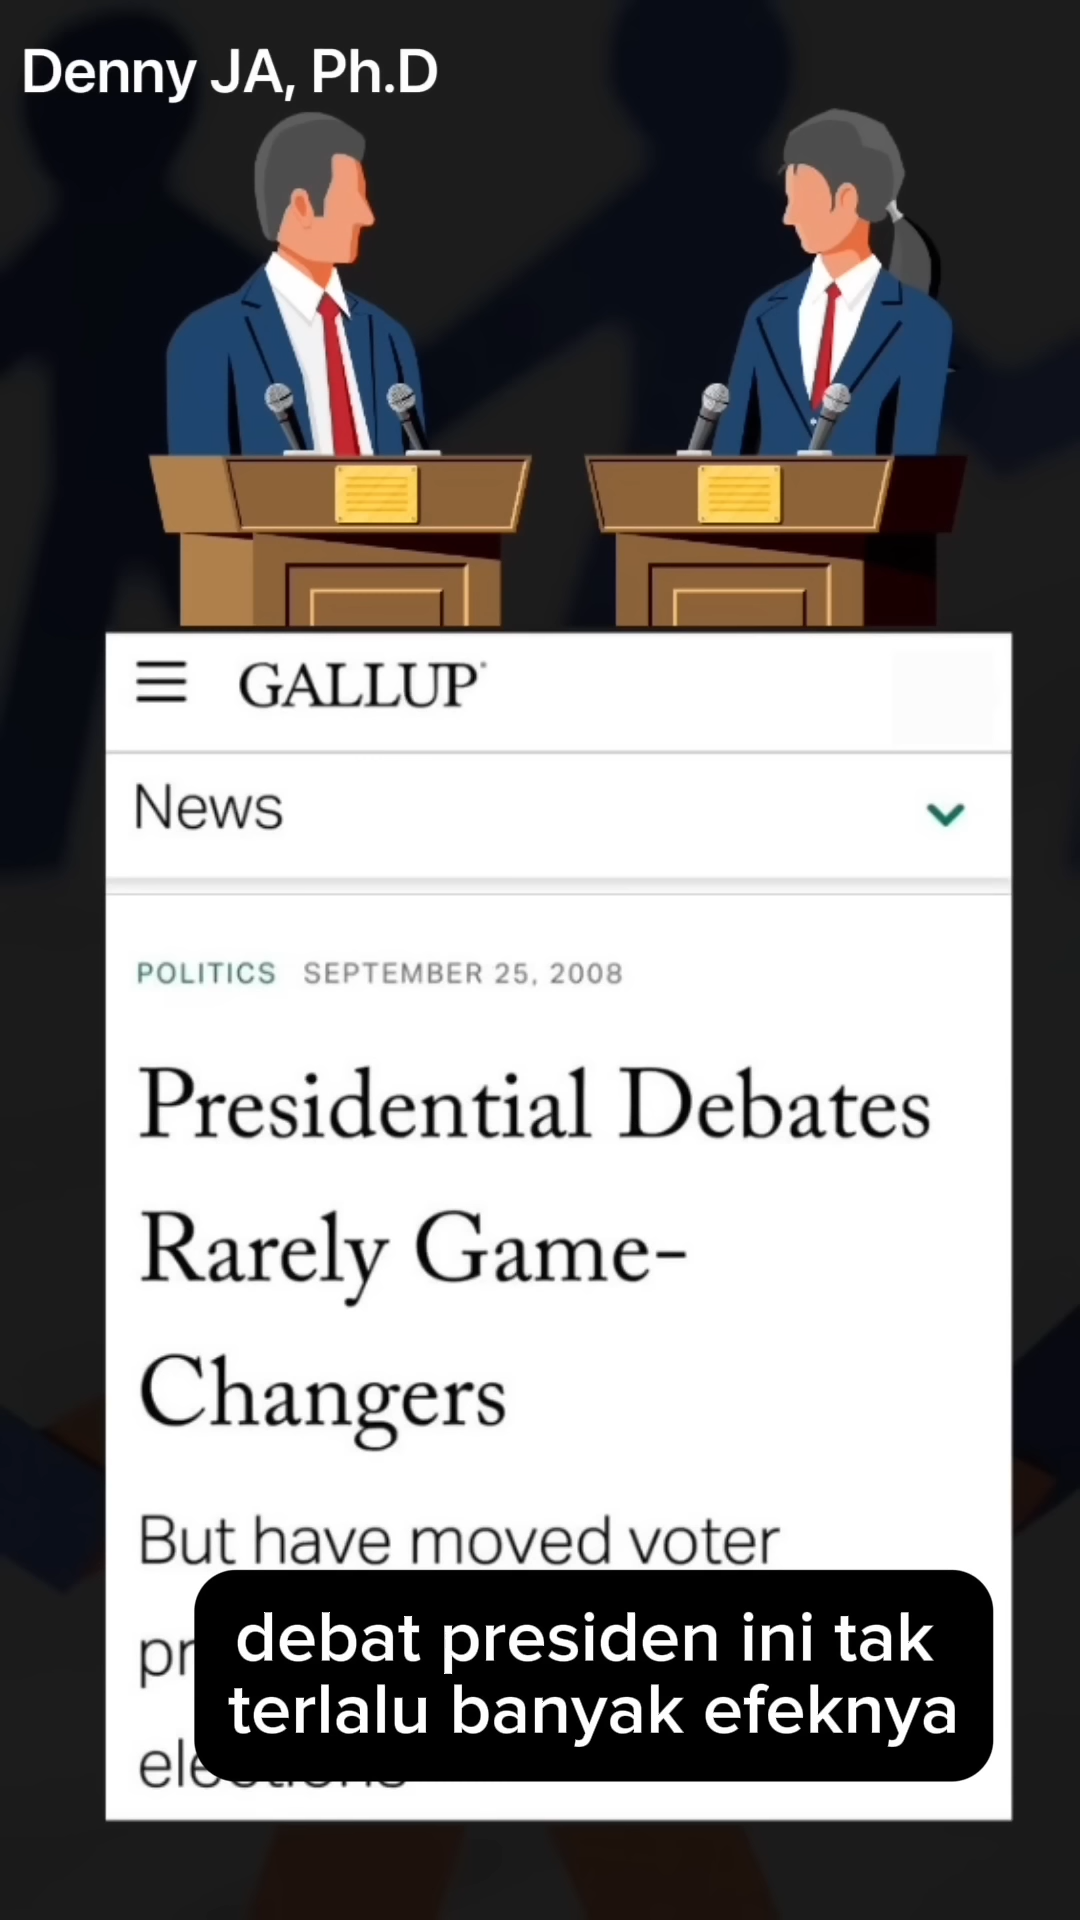 Denny JA, Ph.D
GALLUP
News
POLITICS SEPTEMBER 25, 2008
Presidential Debates
Rarely Game-
Changers
But have moved voter
debat presiden ini tak
terlalu banyak efeknya